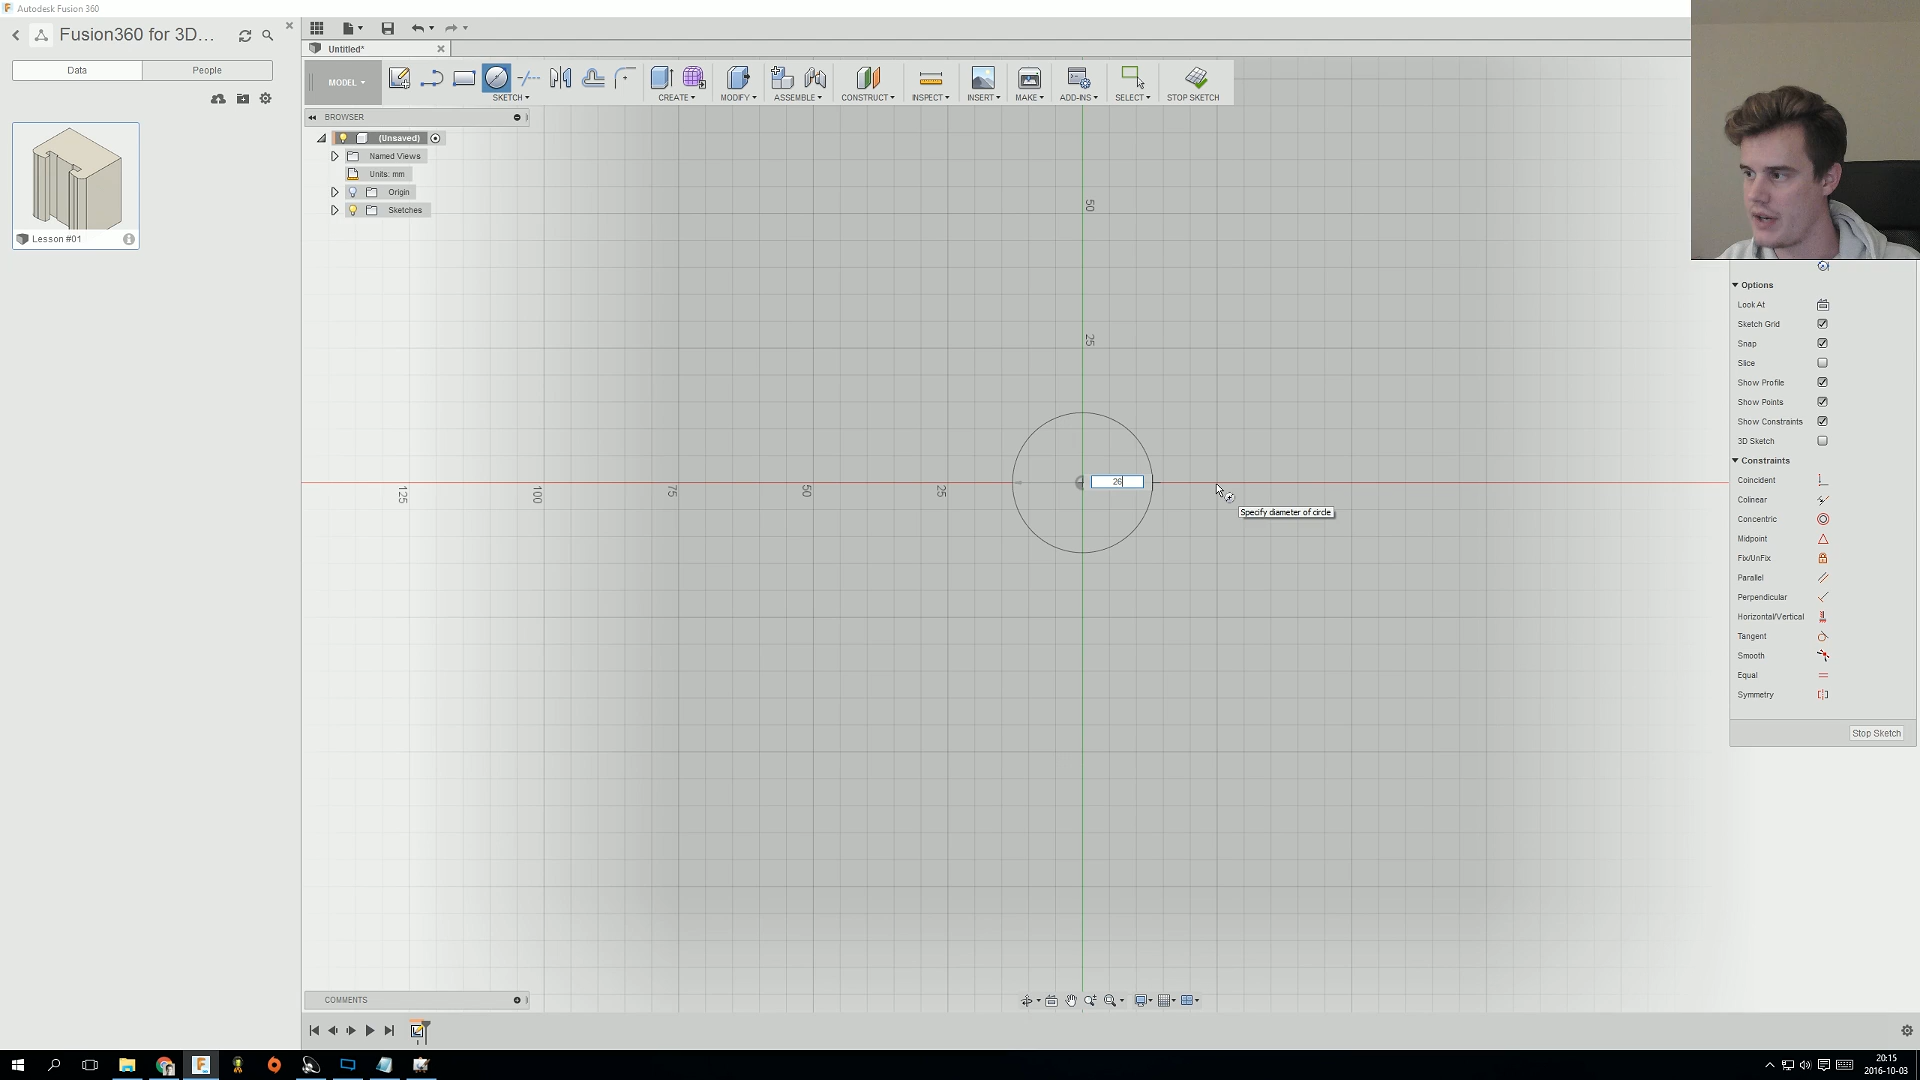 Autodesk Fusion 360
Fusion360 for 3D...
Data
People
Lesson #01
Untitled*
MODEL
SKETCH
CREATE
MODIFY
ASSEMBLE
CONSTRUCT
INSPECT
INSERT
MAKE
ADD-INS
SELECT
STOP SKETCH
BROWSER
(Unsaved)
Named Views
Units: mm
Origin
Sketches
50
25
125
100
75
50
25
26
Specify diameter of circle
Options
Look At
Sketch Grid
Snap
Slice
Show Profile
Show Points
Show Constraints
3D Sketch
Constraints
Coincident
Colinear
Concentric
Midpoint
Fix/UnFix
Parallel
Perpendicular
Horizontal/Vertical
Tangent
Smooth
Equal
Symmetry
Stop Sketch
COMMENTS
20:15
2016-10-03